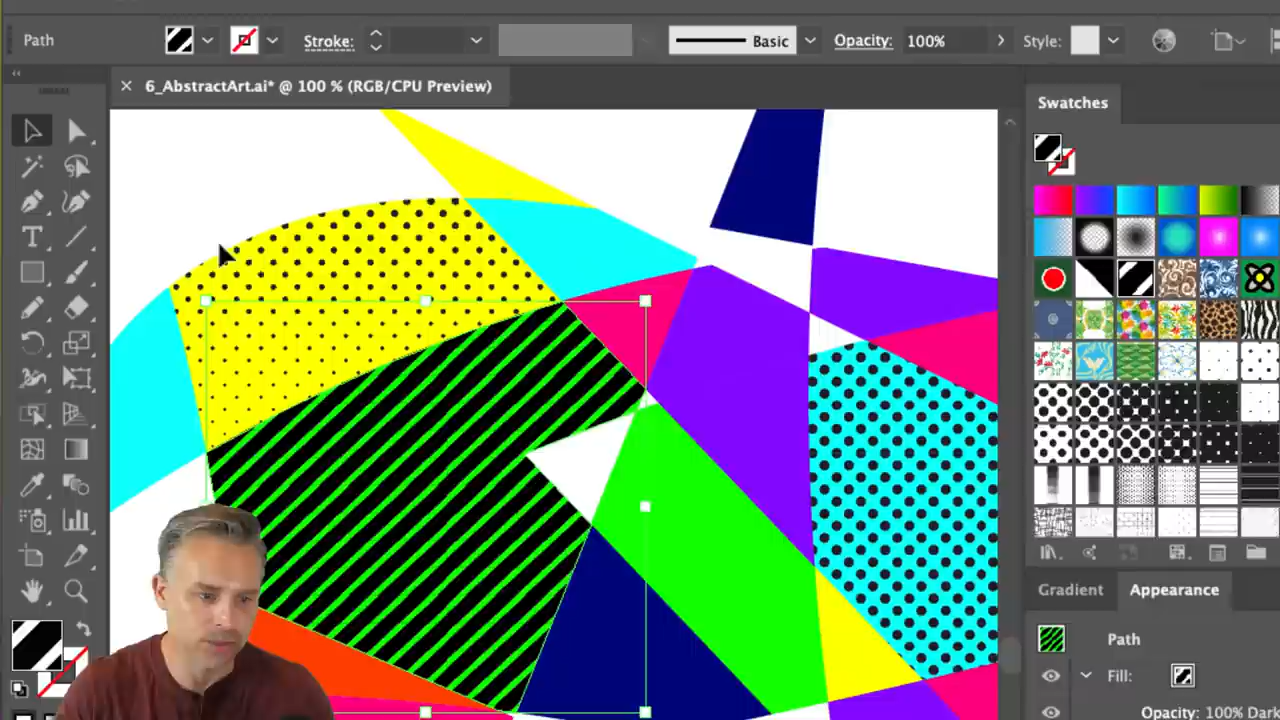 Path
Stroke:
Basic
Opacity:
100%
Style:
6_AbstractArt.ai* @ 100 % (RGB/CPU Preview)
Swatches
Gradient
Appearance
Path
Fill:
Opacity: 100% Dark